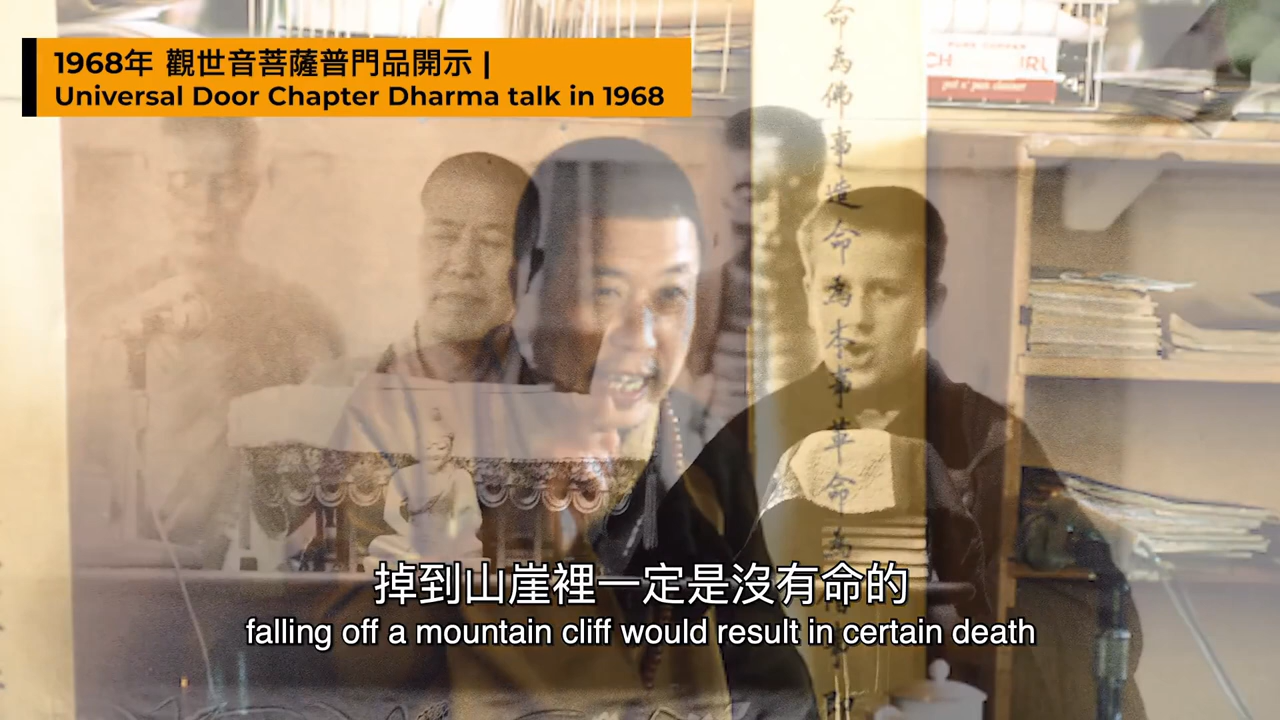 1968年 觀世音菩薩普門品開示 |
Universal Door Chapter Dharma talk in 1968
命為佛事造命為本事革命為
即
掉到山崖裡一定是沒有命的
falling off a mountain cliff would result in certain death